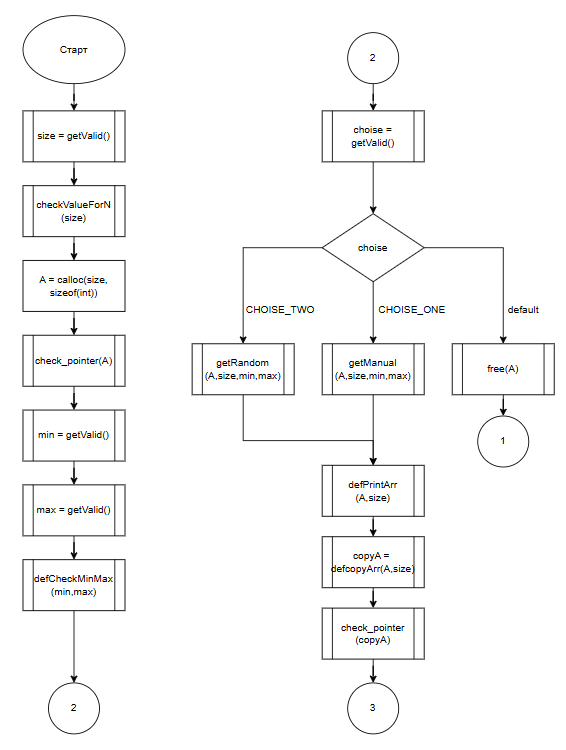 Старт
size = getValid()
checkValueForN
(size)
A = calloc(size,
sizeof(int))
check_pointer(A)
min = getValid()
max = getValid()
defCheckMinMax
(min,max)
2
2
choise =
getValid()
choise
CHOISE_TWO
CHOISE_ONE
default
getRandom
(A,size,min,max)
getManual
(A,size,min,max)
free(A)
1
defPrintArr
(A,size)
copyA =
defcopyArr(A,size)
check_pointer
(copyA)
3